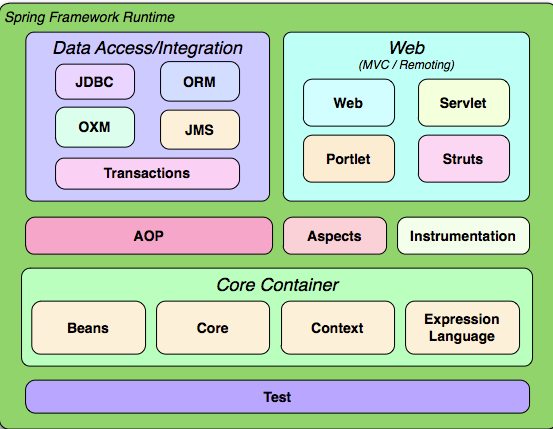 Spring Framework Runtime
Data Access/Integration
JDBC
ORM
OXM
JMS
Transactions
Web
(MVC / Remoting)
Web
Servlet
Portlet
Struts
AOP
Aspects
Instrumentation
Core Container
Beans
Core
Context
Expression
Language
Test